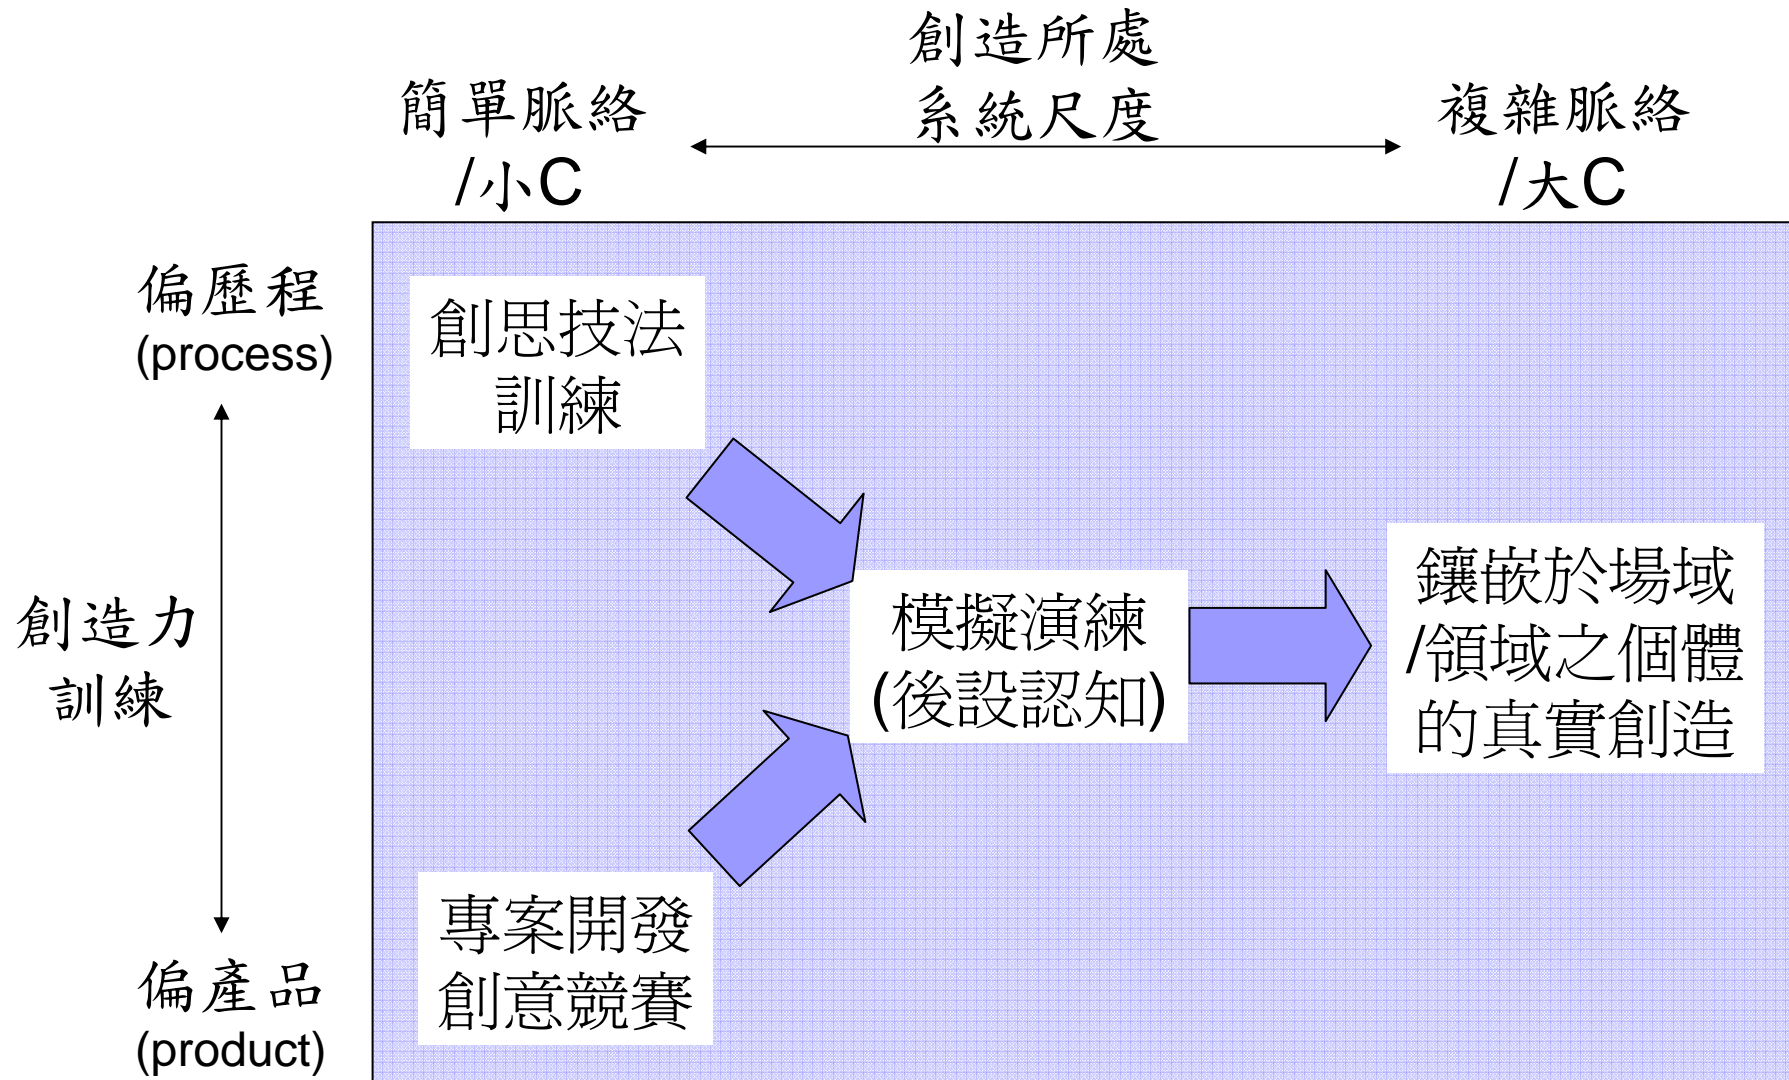 創造所處
系統尺度
簡單脈絡
/小C
複雜脈絡
/大C
偏歷程
(process)
創造力
訓練
偏產品
(product)
創思技法
訓練
專案開發
創意競賽
模擬演練
(後設認知)
鑲嵌於場域
/領域之個體
的真實創造